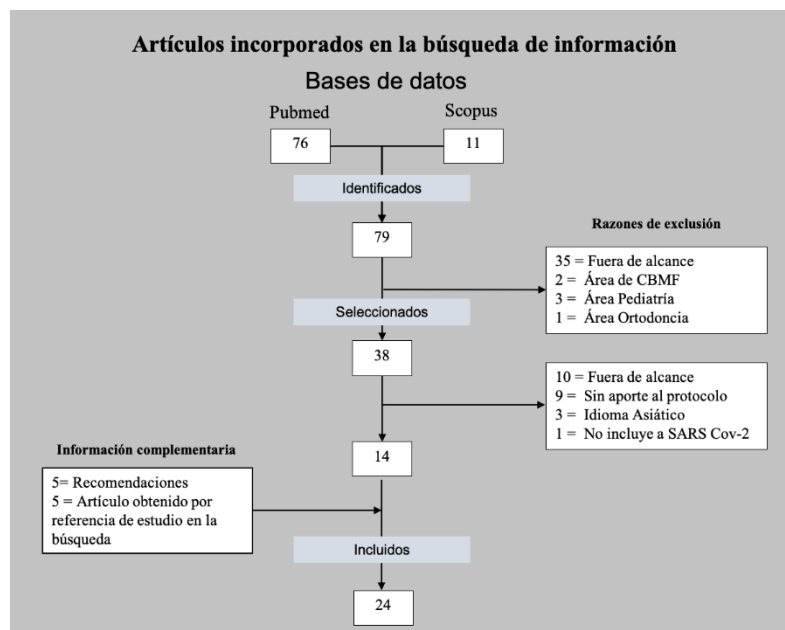 Artículos incorporados en la búsqueda de información
Bases de datos
Pubmed
Scopus
76
11
Identificados
79
Razones de exclusión
35 = Fuera de alcance
2 = Área de CBMF
3 = Área Pediatría
1 = Área Ortodoncia
Seleccionados
38
10 = Fuera de alcance
9 = Sin aporte al protocolo
3 = Idioma Asiático
1 = No incluye a SARS Cov-2
14
Información complementaria
5= Recomendaciones
5 = Artículo obtenido por
referencia de estudio en la
búsqueda
Incluidos
24